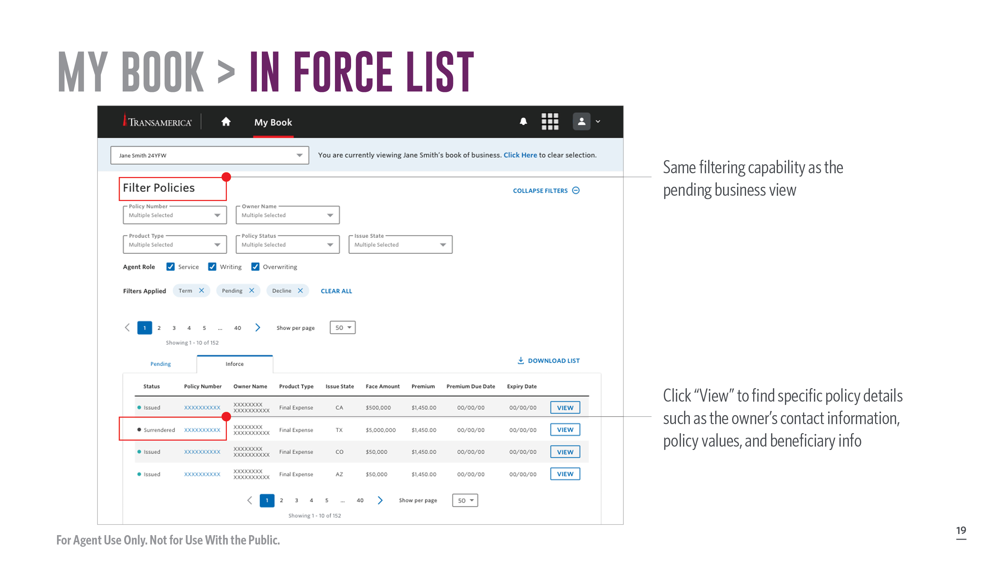 MY BOOK > IN FORCE LIST
TRANSAMERICA®
My Book
Jane Smith 24YFW
You are currently viewing Jane Smith's book of business. Click Here to clear selection.
Filter Policies
COLLAPSE FILTERS
Same filtering capability as the
pending business view
Policy Number
Multiple Selected
Owner Name
Multiple Selected
Product Type
Multiple Selected
Policy Status
Multiple Selected
Issue State
Multiple Selected
Agent Role Service Writing Overwriting
Filters Applied Term Pending Decline CLEAR ALL
1 2 3 4 5 ... 40 Show per page 50
Showing 1 - 10 of 152
Pending Inforce DOWNLOAD LIST
Status Policy Number Owner Name Product Type Issue State Face Amount Premium Premium Due Date Expiry Date
Issued XXXXXXXXXX XXXXXXXX XXXXXXXXXX Final Expense CA $500,000 $1,450.00 00/00/00 00/00/00 VIEW
Surrendered XXXXXXXXXX XXXXXXXX XXXXXXXXXX Final Expense TX $5,000,000 $1,450.00 00/00/00 00/00/00 VIEW
Issued XXXXXXXXXX XXXXXXXX XXXXXXXXXX Final Expense CO $50,000 $1,450.00 00/00/00 00/00/00 VIEW
Issued XXXXXXXXXX XXXXXXXX XXXXXXXXXX Final Expense AZ $50,000 $1,450.00 00/00/00 00/00/00 VIEW
1 2 3 4 5 ... 40 Show per page 50
Showing 1 - 10 of 152
Click “View” to find specific policy details
such as the owner’s contact information,
policy values, and beneficiary info
For Agent Use Only. Not for Use With the Public.
19